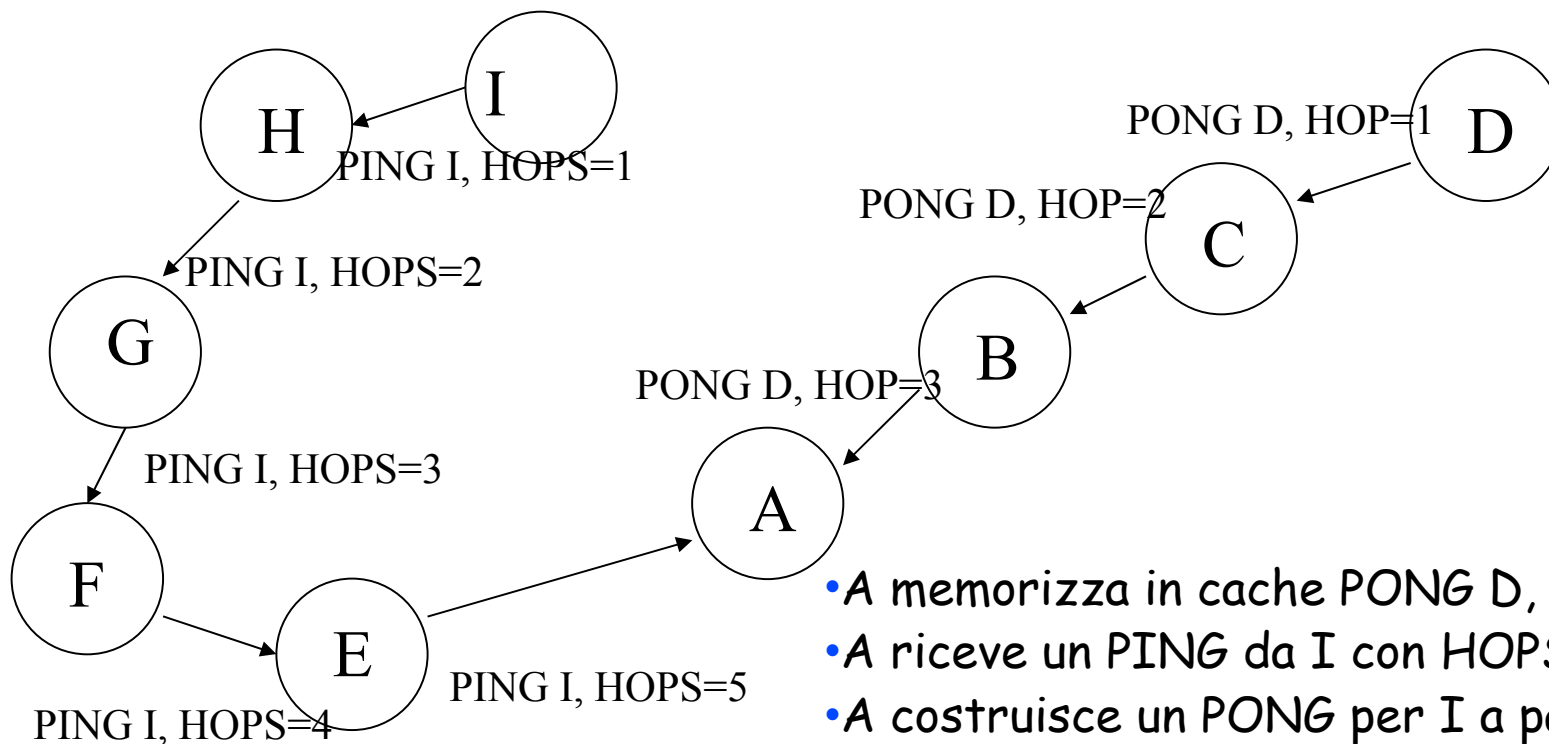 I
H
D
PONG D, HOP=1
PING I, HOPS=1
PONG D, HOP=2
C
PING I, HOPS=2
G
B
PONG D, HOP=3
PING I, HOPS=3
A
F
•A memorizza in cache PONG D,
E
•A riceve un PING da I con HOPS
PING I, HOPS=5
•A costruisce un PONG per I a
PING I, HOPS=4